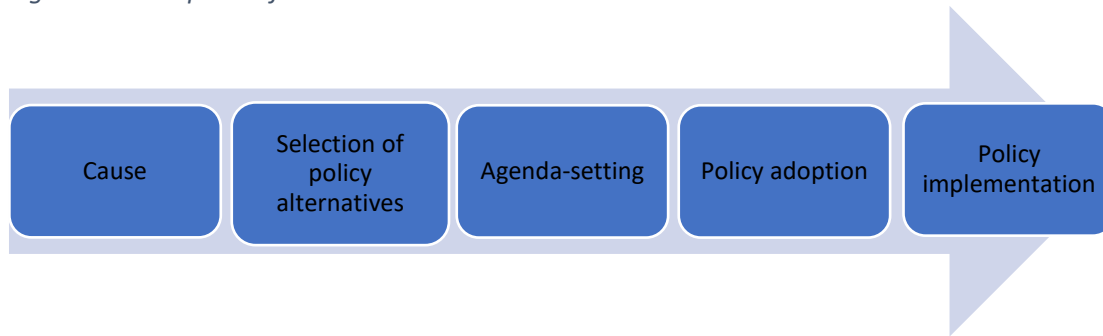 Cause
Selection of
policy
alternatives
Agenda-setting
Policy adoption
Policy
implementation